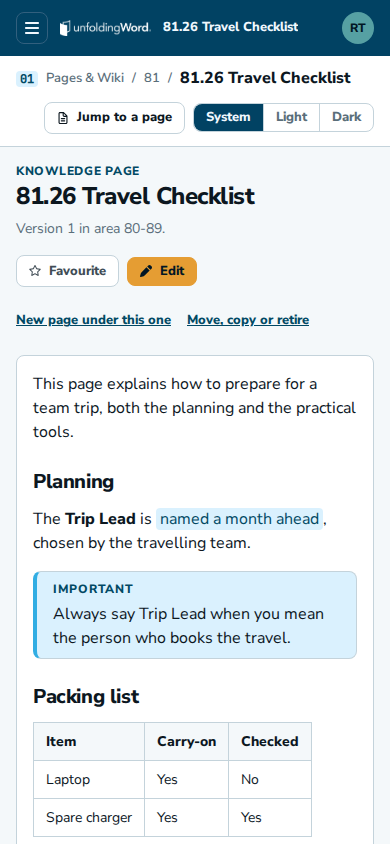 unfoldingWord 81.26 Travel Checklist RT
01 Pages & Wiki / 81 / 81.26 Travel Checklist
Jump to a page System Light Dark
KNOWLEDGE PAGE
81.26 Travel Checklist
Version 1 in area 80-89.
Favourite Edit
New page under this one Move, copy or retire
This page explains how to prepare for a
team trip, both the planning and the practical
tools.
Planning
The Trip Lead is named a month ahead,
chosen by the travelling team.
IMPORTANT
Always say Trip Lead when you mean
the person who books the travel.
Packing list
Item Carry-on Checked
Laptop Yes No
Spare charger Yes Yes